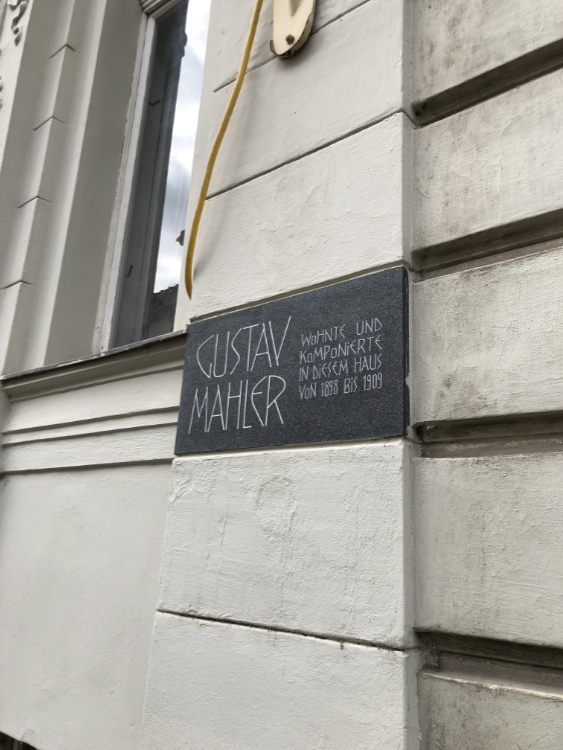 GUSTAV
MAHLER
WOHNTE UND
KOMPONIERTE
IN DIESEM HAUS
VON 1898 BIS 1909